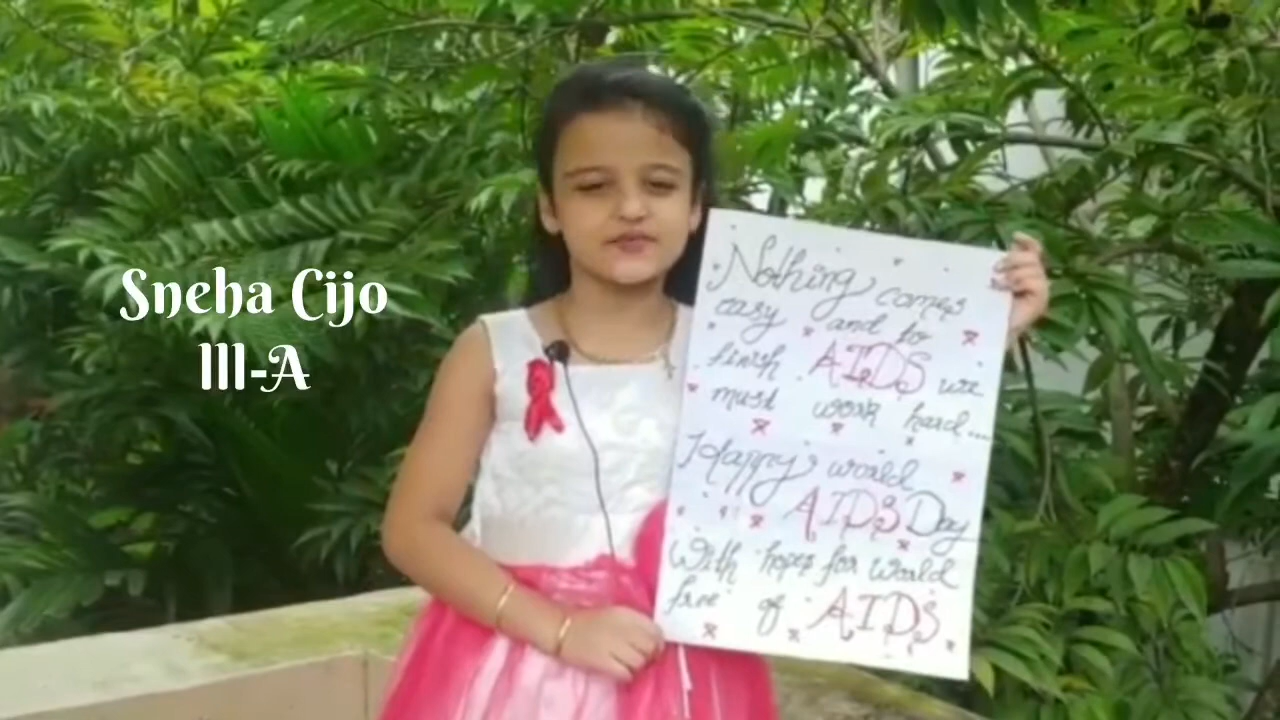 Sneha Cijo
III-A
Nothing comes
easy and to
finish AIDS we
must work hard...
Happy world
AIDS Day
With hopes for World
free of AIDS